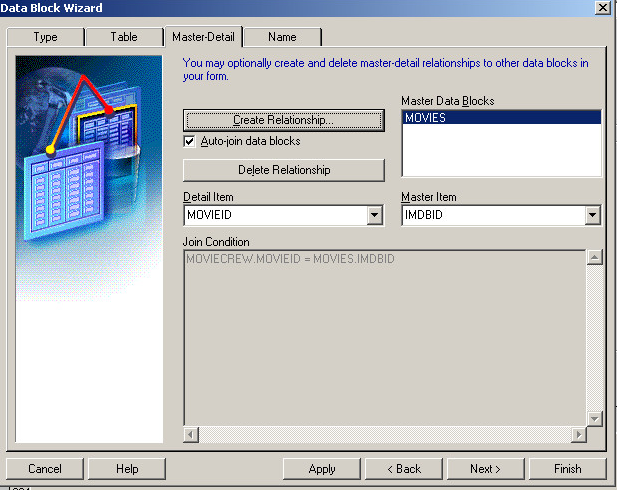 Data Block Wizard
Type
Table
Master-Detail
Name
You may optionally create and delete master-detail relationships to other data blocks in
your form.
Master Data Blocks
Create Relationship...
MOVIES
Auto-join data blocks
Delete Relationship
Detail Item
Master Item
MOVIEID
IMDBID
Join Condition
MOVIECREW.MOVIEID = MOVIES.IMDBID
Cancel
Help
Apply
< Back
Next >
Finish